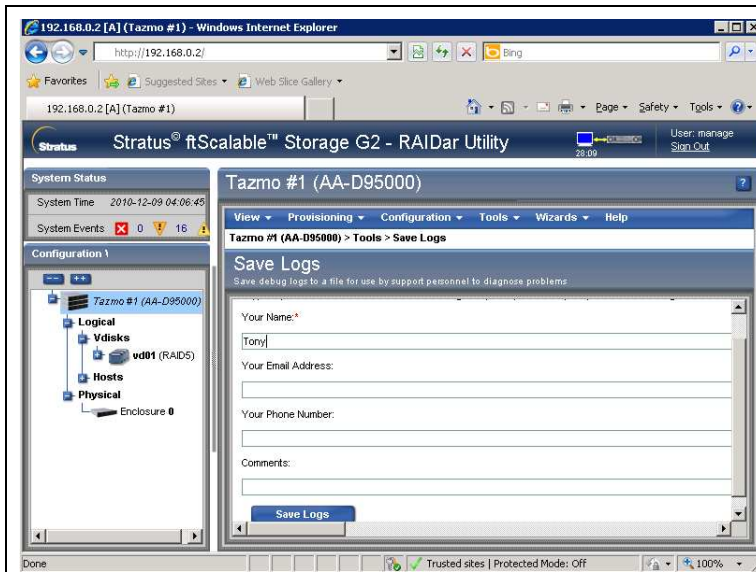 192.168.0.2 [A] (Tazmo #1) - Windows Internet Explorer
http://192.168.0.2/
Bing
Favorites
Suggested Sites
Web Slice Gallery
192.168.0.2 [A] (Tazmo #1)
Page
Safety
Tools
Stratus
Stratus® ftScalable™ Storage G2 - RAIDar Utility
28:09
User: manage
Sign Out
System Status
System Time 2010-12-09 04:06:45
System Events 0 16
Configuration \
Tazmo #1 (AA-D95000)
Logical
Vdisks
vd01 (RAID5)
Hosts
Physical
Enclosure 0
Tazmo #1 (AA-D95000)
View Provisioning Configuration Tools Wizards Help
Tazmo #1 (AA-D95000) > Tools > Save Logs
Save Logs
Save debug logs to a file for use by support personnel to diagnose problems
Your Name:*
Tony
Your Email Address:
Your Phone Number:
Comments:
Save Logs
Done
Trusted sites | Protected Mode: Off
100%